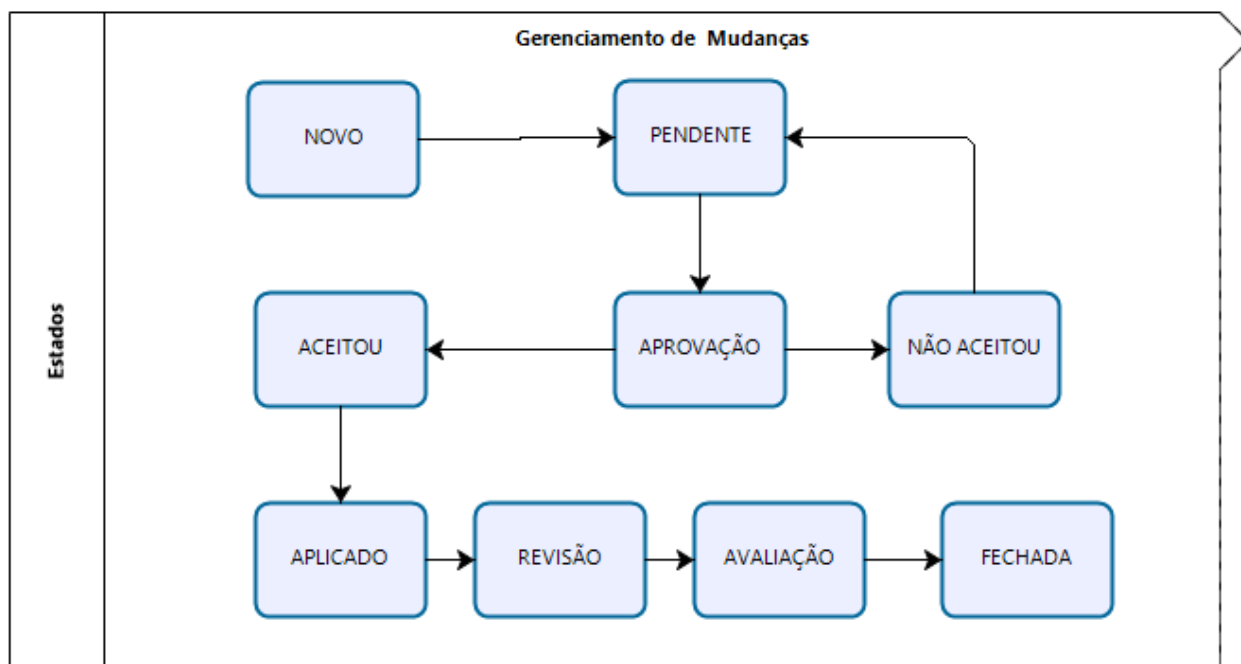 Gerenciamento de Mudanças
Estados
NOVO
PENDENTE
ACEITOU
APROVAÇÃO
NÃO ACEITOU
APLICADO
REVISÃO
AVALIAÇÃO
FECHADA